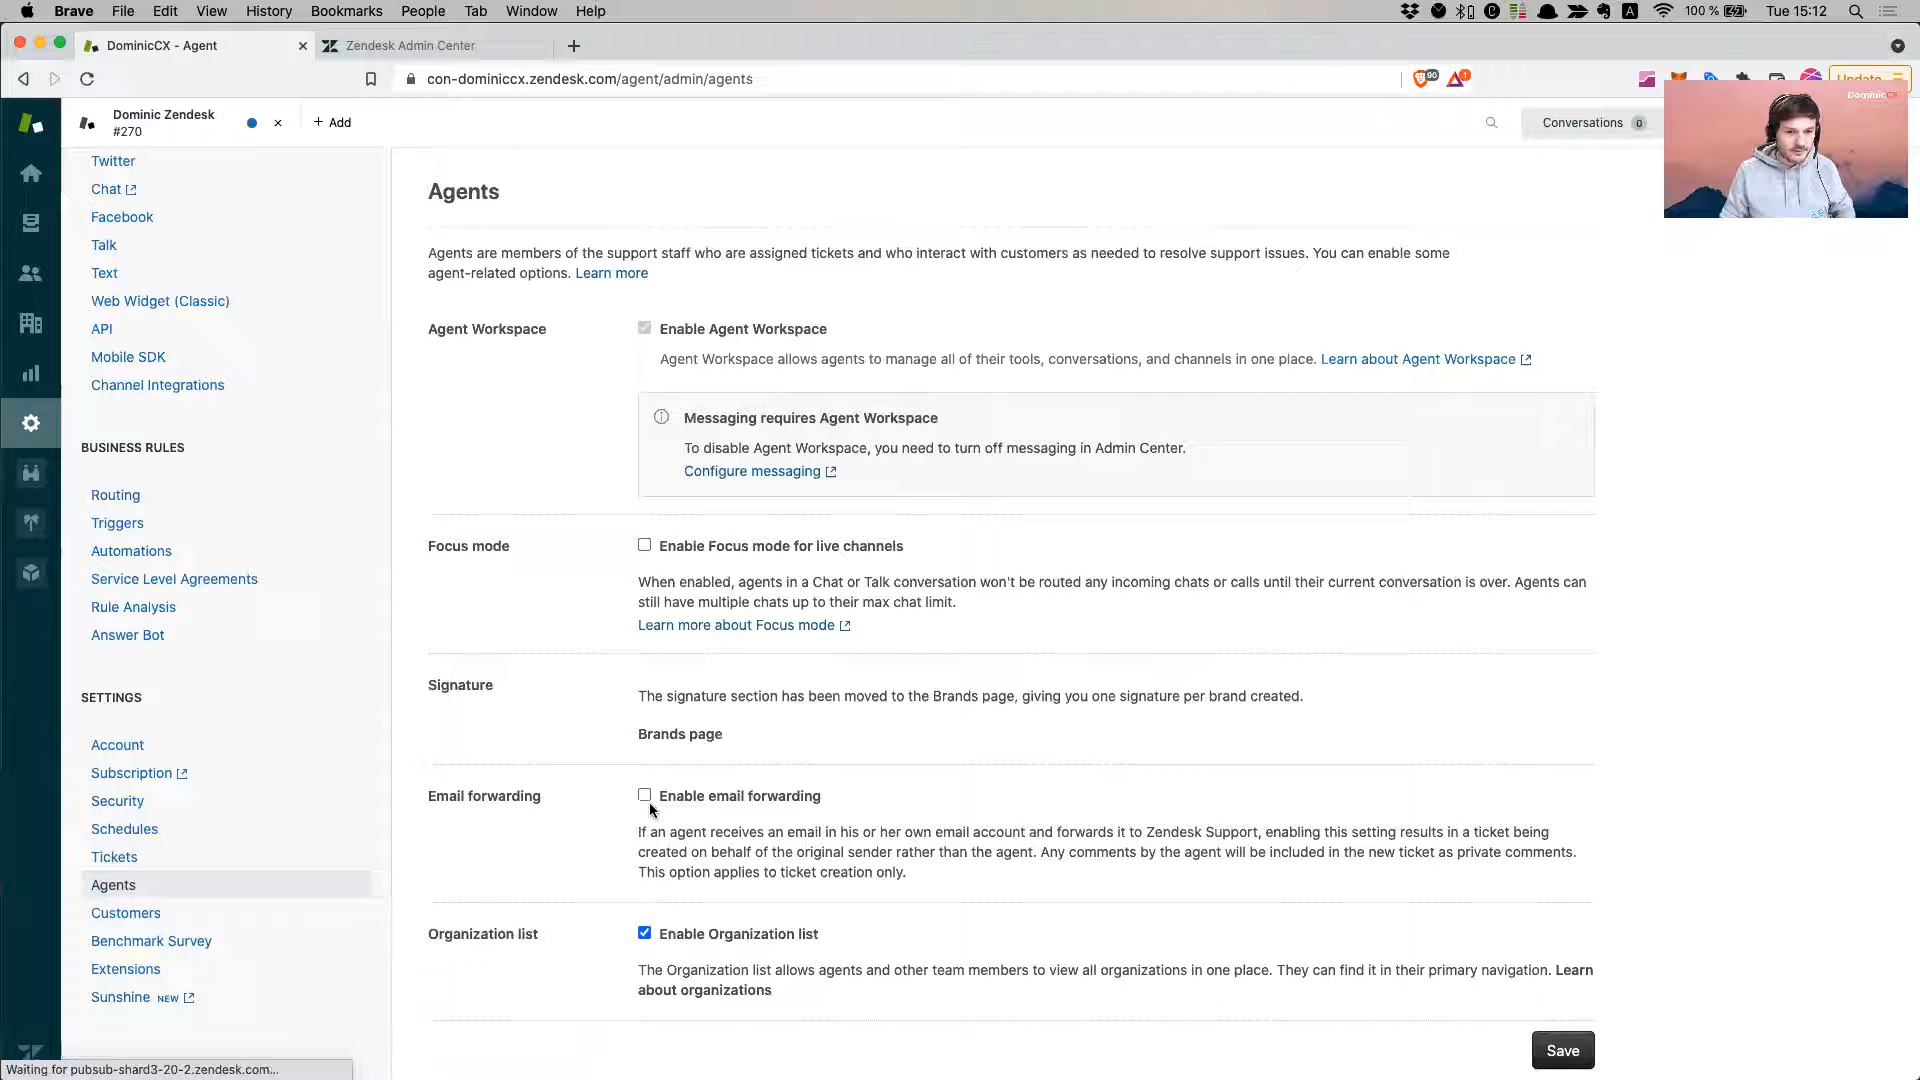 Brave File Edit View History Bookmarks People Tab Window Help
100 % Tue 15:12
DominicCX - Agent
Zendesk Admin Center
con-dominiccx.zendesk.com/agent/admin/agents
90
1
Update
DominicCX
Dominic Zendesk
#270
+ Add
Conversations 0
Twitter
Chat
Facebook
Talk
Text
Web Widget (Classic)
API
Mobile SDK
Channel Integrations
BUSINESS RULES
Routing
Triggers
Automations
Service Level Agreements
Rule Analysis
Answer Bot
SETTINGS
Account
Subscription
Security
Schedules
Tickets
Agents
Customers
Benchmark Survey
Extensions
Sunshine NEW
Agents
Agents are members of the support staff who are assigned tickets and who interact with customers as needed to resolve support issues. You can enable some
agent-related options. Learn more
Agent Workspace
Enable Agent Workspace
Agent Workspace allows agents to manage all of their tools, conversations, and channels in one place. Learn about Agent Workspace
Messaging requires Agent Workspace
To disable Agent Workspace, you need to turn off messaging in Admin Center.
Configure messaging
Focus mode
Enable Focus mode for live channels
When enabled, agents in a Chat or Talk conversation won't be routed any incoming chats or calls until their current conversation is over. Agents can
still have multiple chats up to their max chat limit.
Learn more about Focus mode
Signature
The signature section has been moved to the Brands page, giving you one signature per brand created.
Brands page
Email forwarding
Enable email forwarding
If an agent receives an email in his or her own email account and forwards it to Zendesk Support, enabling this setting results in a ticket being
created on behalf of the original sender rather than the agent. Any comments by the agent will be included in the new ticket as private comments.
This option applies to ticket creation only.
Organization list
Enable Organization list
The Organization list allows agents and other team members to view all organizations in one place. They can find it in their primary navigation. Learn
about organizations
Save
Waiting for pubsub-shard3-20-2.zendesk.com...